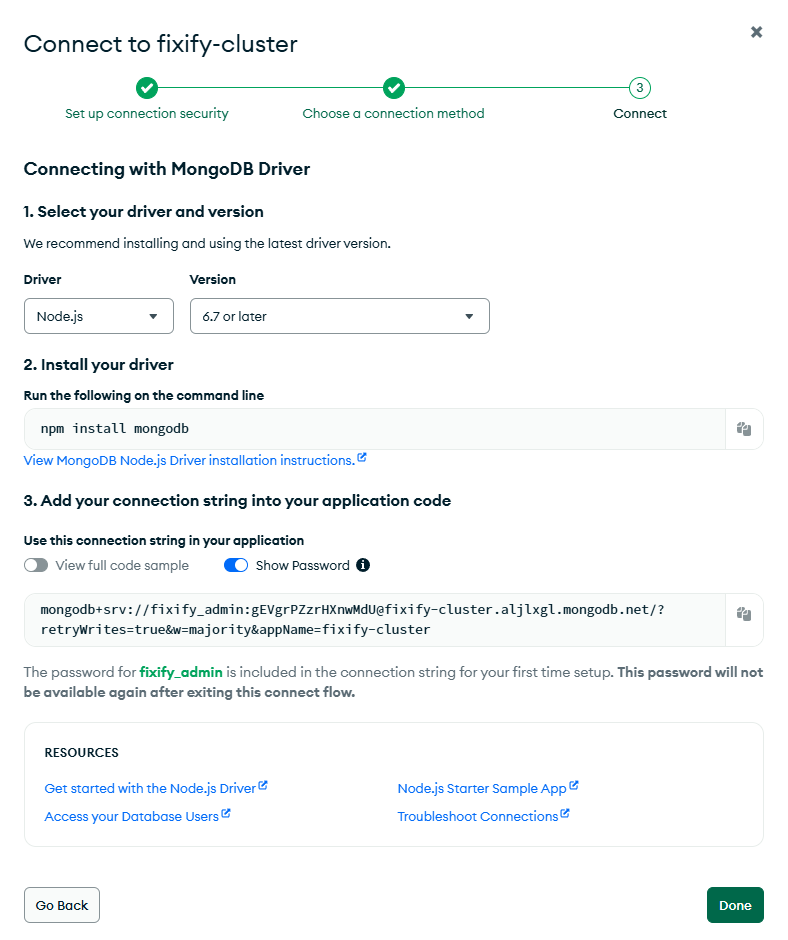 Connect to fixify-cluster
Set up connection security
Choose a connection method
3
Connect
Connecting with MongoDB Driver
1. Select your driver and version
We recommend installing and using the latest driver version.
Driver
Version
Node.js
6.7 or later
2. Install your driver
Run the following on the command line
npm install mongodb
View MongoDB Node.js Driver installation instructions.
3. Add your connection string into your application code
Use this connection string in your application
View full code sample
Show Password
mongodb+srv://fixify_admin:gEVgrPZzrHXnwMdU@fixify-cluster.aljlxgl.mongodb.net/?
retryWrites=true&w=majority&appName=fixify-cluster
The password for fixify_admin is included in the connection string for your first time setup. This password will not
be available again after exiting this connect flow.
RESOURCES
Get started with the Node.js Driver
Node.js Starter Sample App
Access your Database Users
Troubleshoot Connections
Go Back
Done